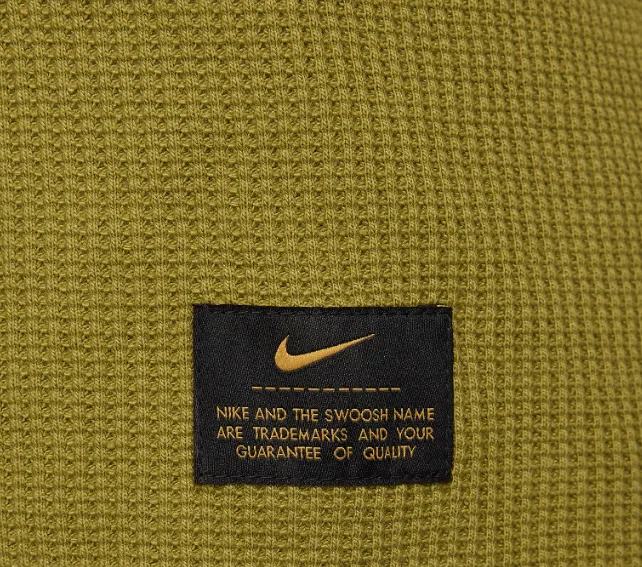 NIKE AND THE SWOOSH NAME
ARE TRADEMARKS AND YOUR
GUARANTEE OF QUALITY